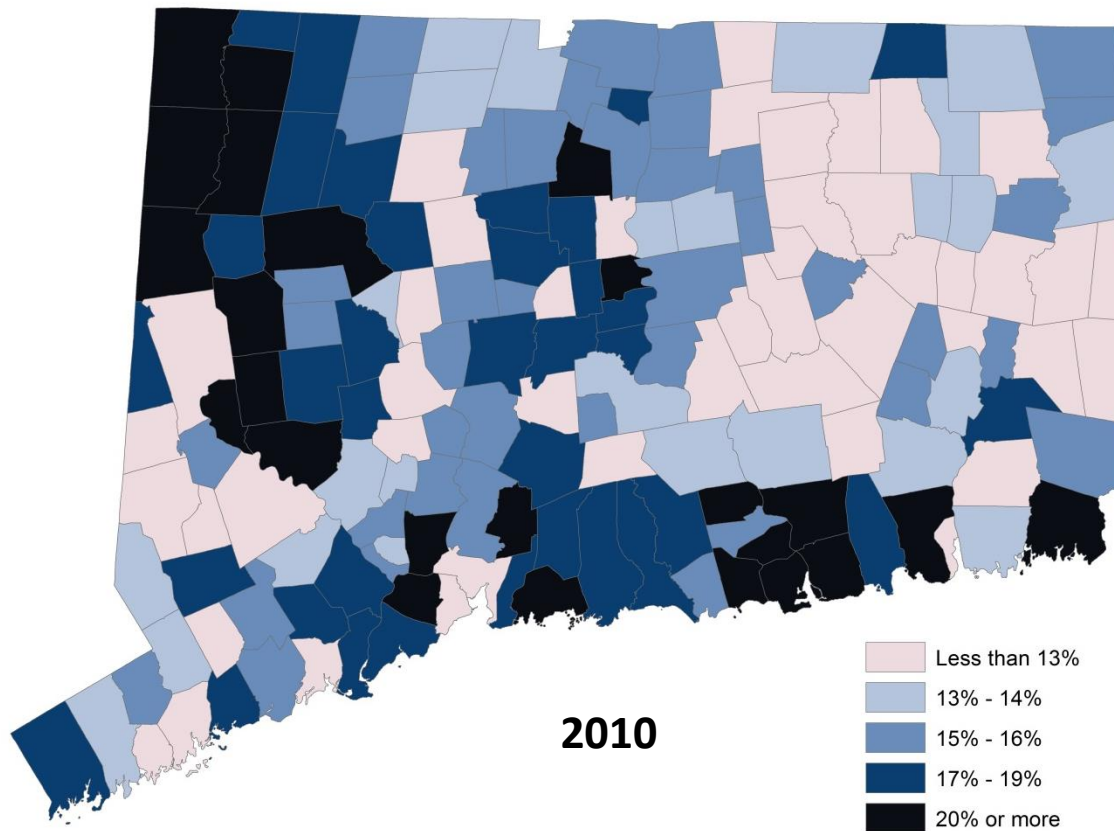 2010
Less than 13%
13% - 14%
15% - 16%
17% - 19%
20% or more